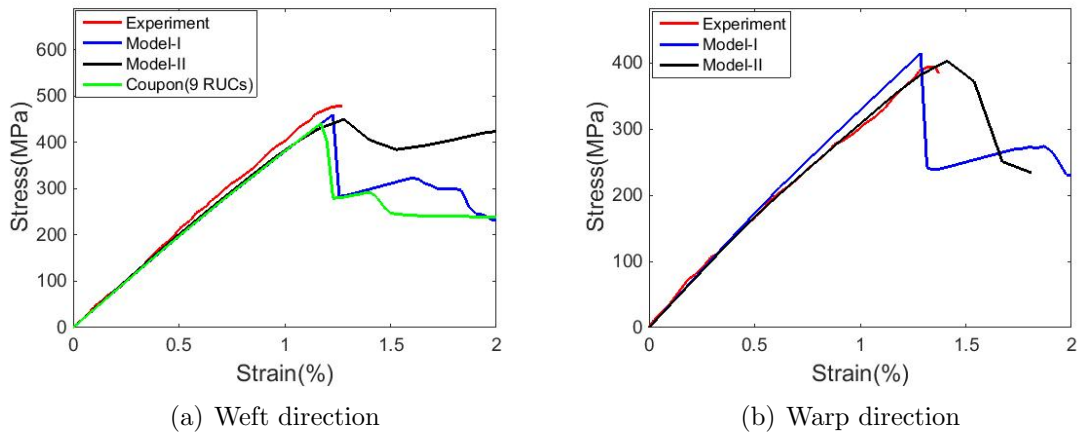 Experiment
Model-I
Model-II
Coupon(9 RUCs)
600
500
400
300
200
100
0
Stress(MPa)
0 0.5 1 1.5 2
Strain(%)
(a) Weft direction
Experiment
Model-I
Model-II
400
300
200
100
0
Stress(MPa)
0 0.5 1 1.5 2
Strain(%)
(b) Warp direction